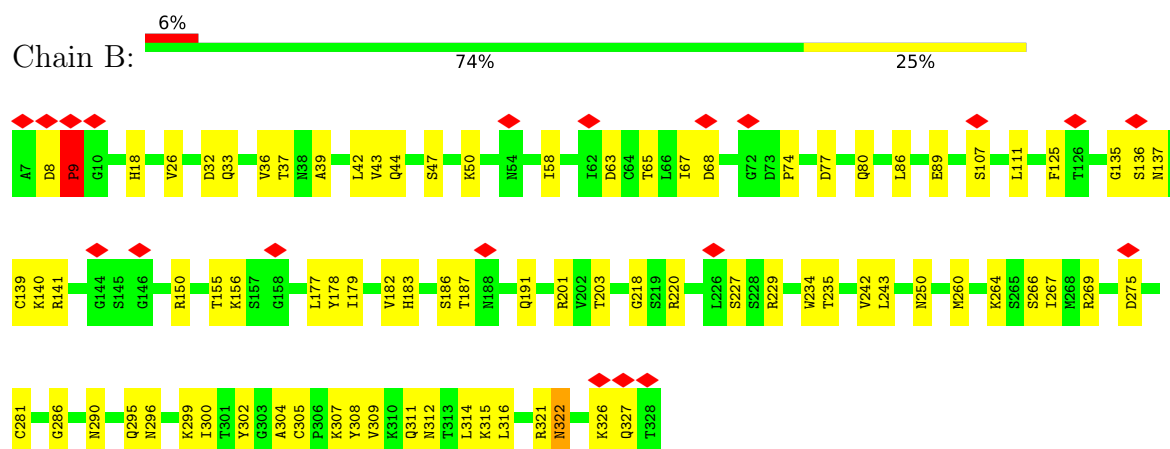 6%
Chain B:
74% 25%
A7 D8 P9 G10 H18 V26 D32 Q33 V36 T37 N38 A39 L42 V43 Q44 S47 K50 N54 I58 I62 D63 C64 T65 L66 I67 D68 G72 D73 P74 D77 Q80 L86 E89 S107 L111 F125 T126 G135 S136 N137
C139 K140 R141 G144 S145 G146 R150 T155 K156 S157 G158 L177 Y178 I179 V182 H183 S186 T187 N188 Q191 R201 V202 T203 G218 S219 R220 L226 S227 S228 R229 W234 T235 V242 L243 N250 M260 K264 S265 S266 I267 M268 R269 D275
C281 G286 N290 Q295 N296 K299 I300 T301 Y302 G303 A304 C305 P306 K307 Y308 V309 K310 Q311 N312 T313 L314 K315 L316 R321 N322 K326 Q327 T328